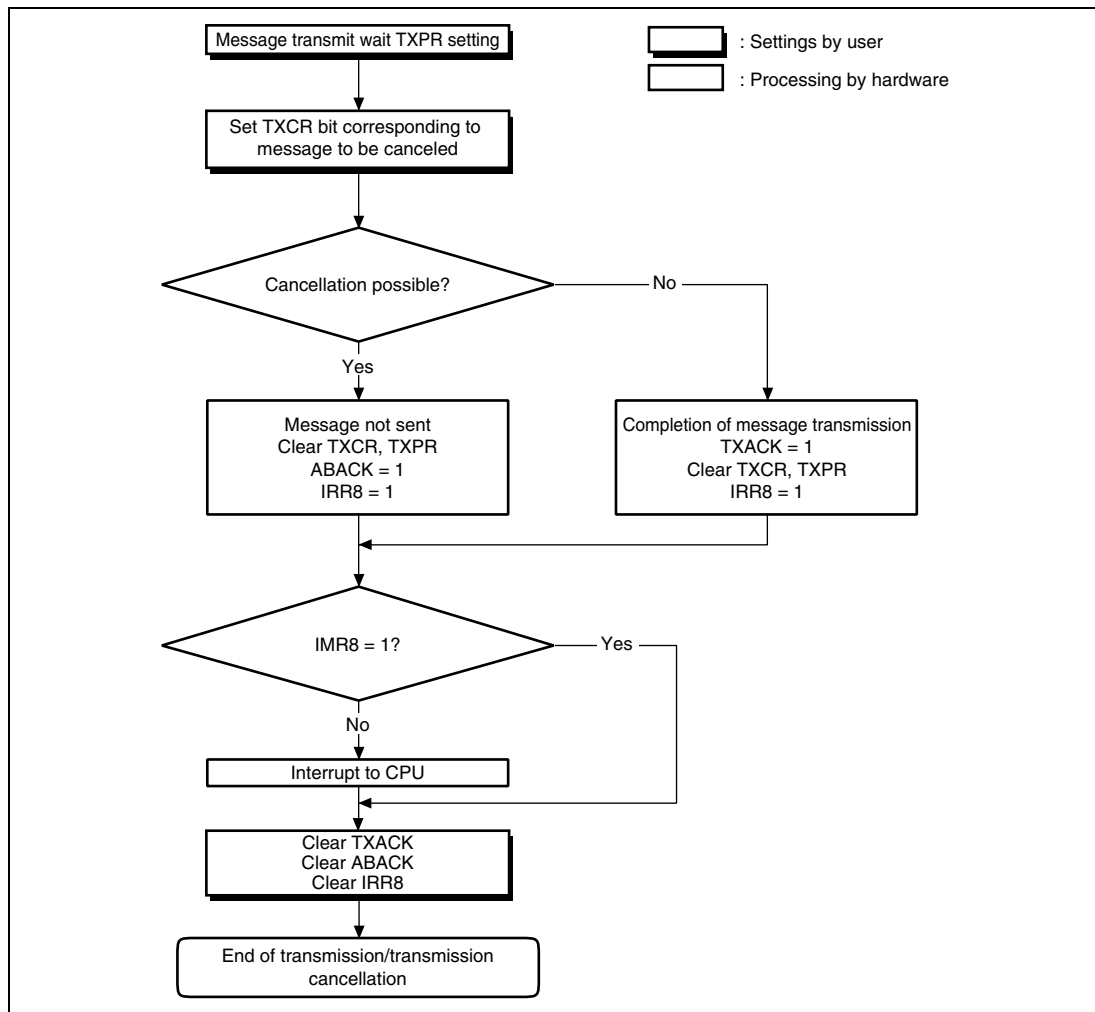 Message transmit wait TXPR setting
: Settings by user
: Processing by hardware
Set TXCR bit corresponding to
message to be canceled
Cancellation possible?
No
Yes
Message not sent
Clear TXCR, TXPR
ABACK = 1
IRR8 = 1
Completion of message transmission
TXACK = 1
Clear TXCR, TXPR
IRR8 = 1
IMR8 = 1?
Yes
No
Interrupt to CPU
Clear TXACK
Clear ABACK
Clear IRR8
End of transmission/transmission
cancellation